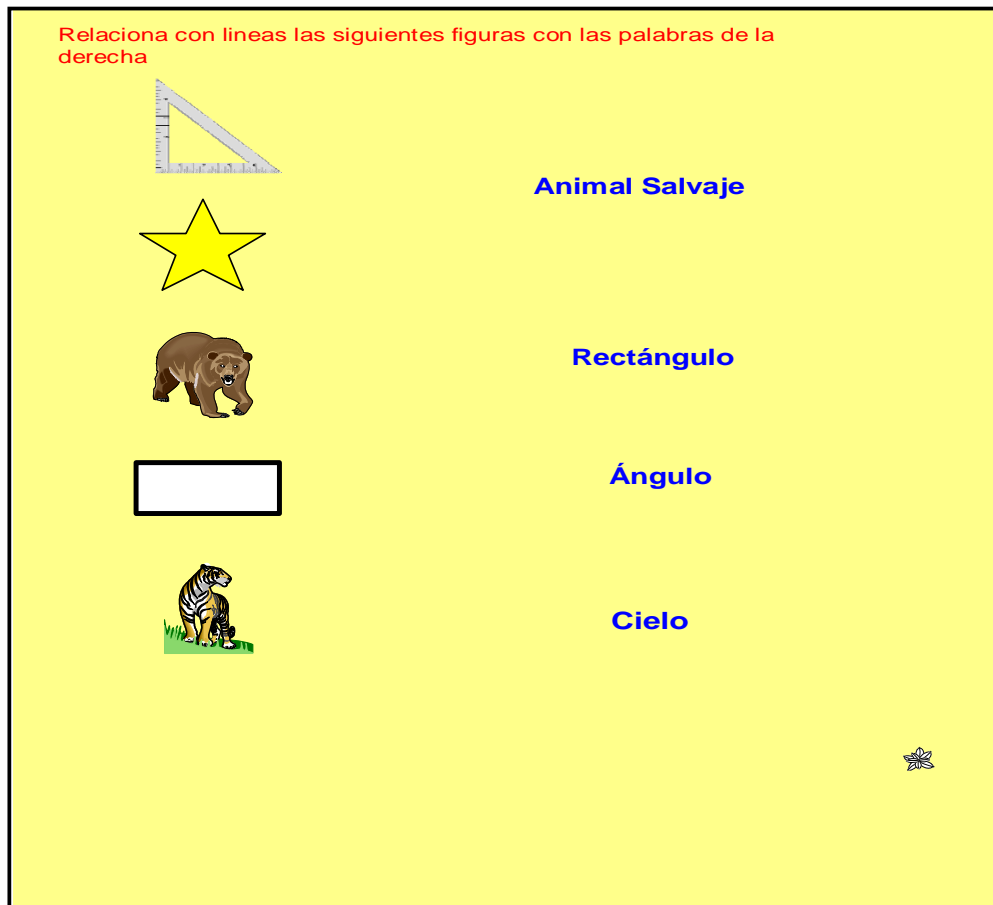 Relaciona con lineas las siguientes figuras con las palabras de la
derecha
Animal Salvaje
Rectángulo
Ángulo
Cielo